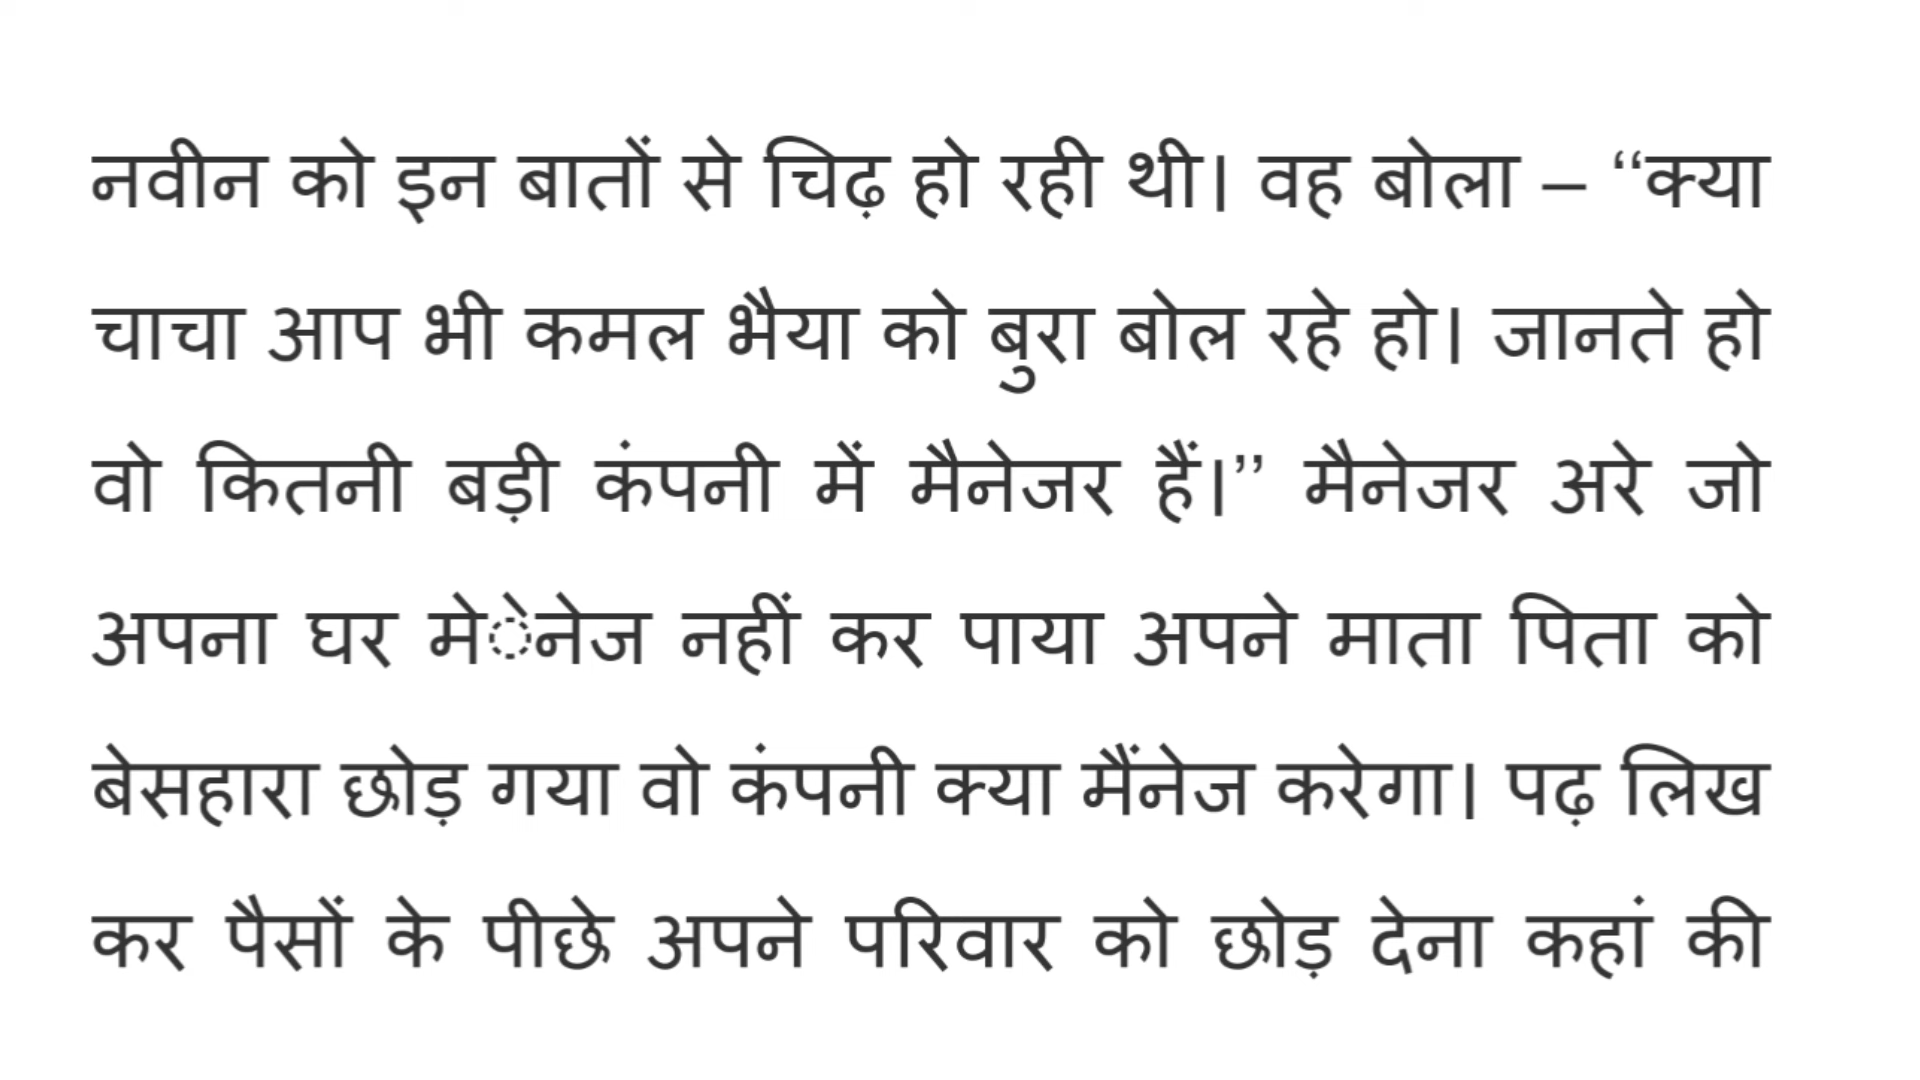 नवीन को इन बातों से चिढ़ हो रही थी। वह बोला – ‘‘क्या
चाचा आप भी कमल भैया को बुरा बोल रहे हो। जानते हो
वो कितनी बड़ी कंपनी में मैनेजर हैं।’’ मैनेजर अरे जो
अपना घर मेेनेज नहीं कर पाया अपने माता पिता को
बेसहारा छोड़ गया वो कंपनी क्या मैंनेज करेगा। पढ़ लिख
कर पैसों के पीछे अपने परिवार को छोड़ देना कहां की